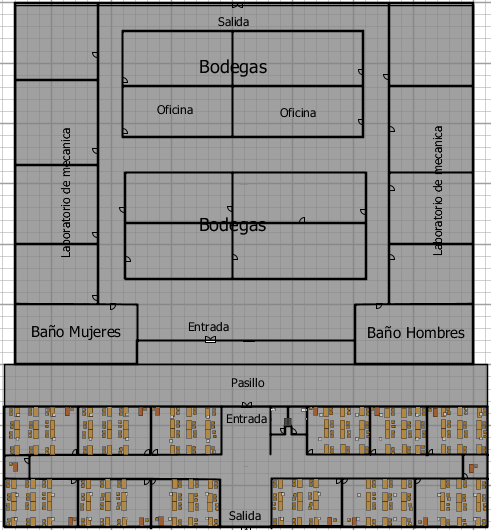 Salida
Bodegas
Oficina
Oficina
Laboratorio de mecanica
Laboratorio de mecanica
Bodegas
Entrada
Baño Mujeres
Baño Hombres
Pasillo
Entrada
Salida